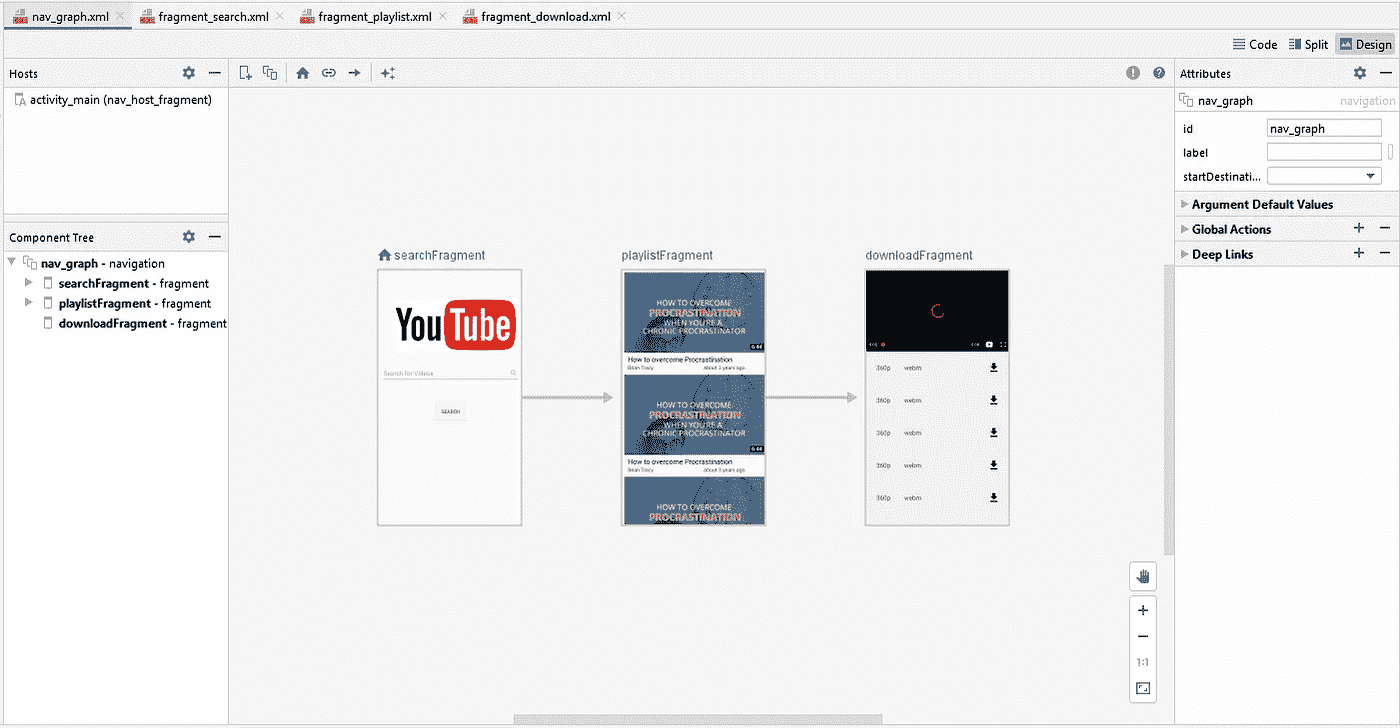 nav_graph.xml
fragment_search.xml
fragment_playlist.xml
fragment_download.xml
Code
Split
Design
Hosts
activity_main (nav_host_fragment)
Component Tree
nav_graph - navigation
searchFragment - fragment
playlistFragment - fragment
downloadFragment - fragment
searchFragment
YouTube
Search for Videos
SEARCH
playlistFragment
HOW TO OVERCOME
PROCRASTINATION
WHEN YOU'RE A
CHRONIC PROCRASTINATOR
How to overcome Procrastination
Brian Tracy about 3 years ago
HOW TO OVERCOME
PROCRASTINATION
WHEN YOU'RE A
CHRONIC PROCRASTINATOR
How to overcome Procrastination
Brian Tracy about 3 years ago
HOW TO OVERCOME
PROCRASTINATION
downloadFragment
360p webm
360p webm
360p webm
360p webm
360p webm
1:1
Attributes
nav_graph navigation
id nav_graph
label
startDestinati...
Argument Default Values
Global Actions
Deep Links